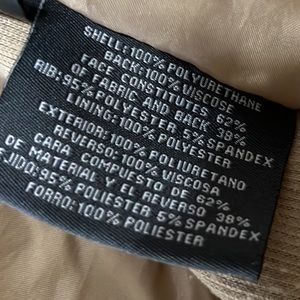 SHELL:100% POLYURETHANE
BACK:100% VISCOSE
FACE CONSTITUTES 62%
OF FABRIC AND BACK 38%
RIB:95% POLYESTER 5% SPANDEX
LINING:100% POLYESTER
EXTERIOR:100% POLIURETANO
REVERSO:100% VISCOSA
CARA COMPUESTO DE 62%
DE MATERIAL Y EL REVERSO 38%
EJIDO:95% POLIESTER 5% SPANDEX
FORRO:100% POLIESTER